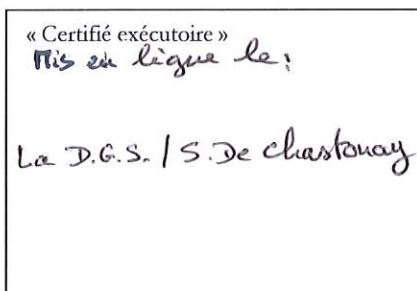 « Certifié exécutoire »
Mis en ligne le :
La D.G.S. / S. De Chastonay